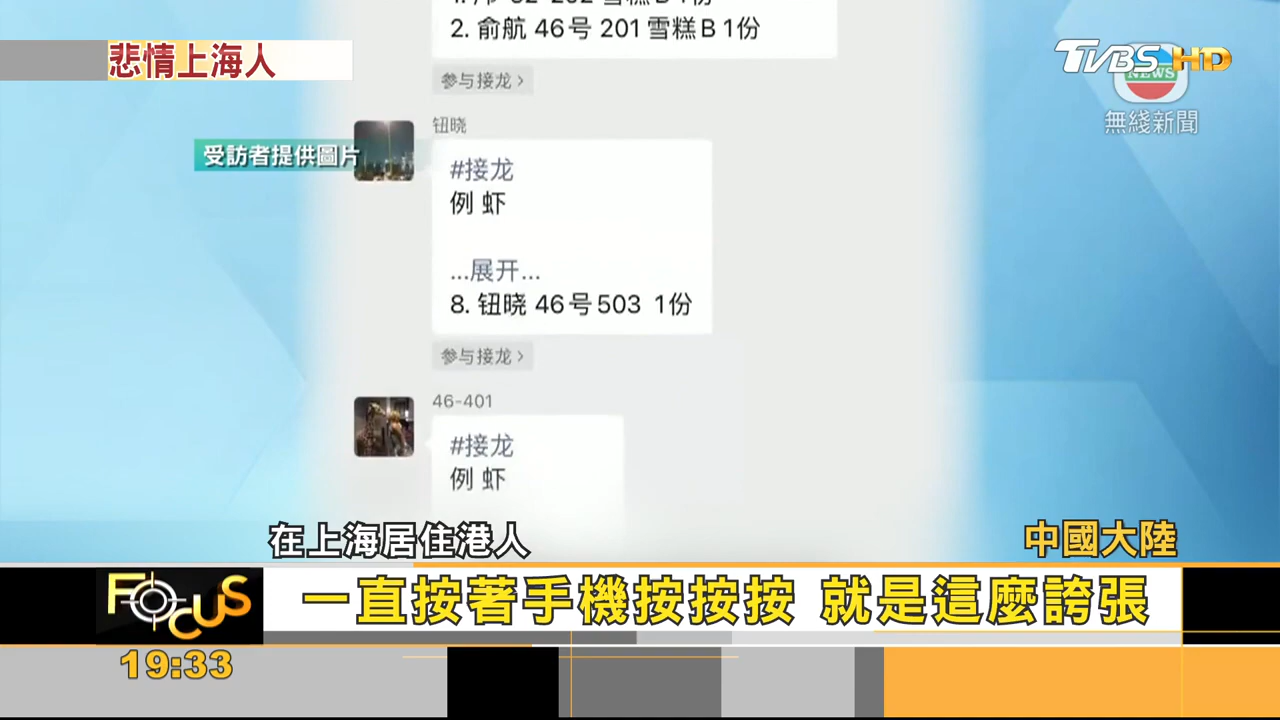 2. 俞航 46号 201 雪糕B 1份
悲情上海人
TVBS HD
NEWS
無綫新聞
参与接龙 >
钮晓
受訪者提供圖片
#接龙
例 虾
...展开...
8. 钮晓 46号503 1份
参与接龙 >
46-401
#接龙
例 虾
在上海居住港人
中國大陸
FOCUS
一直按著手機按按按 就是這麼誇張
19:33